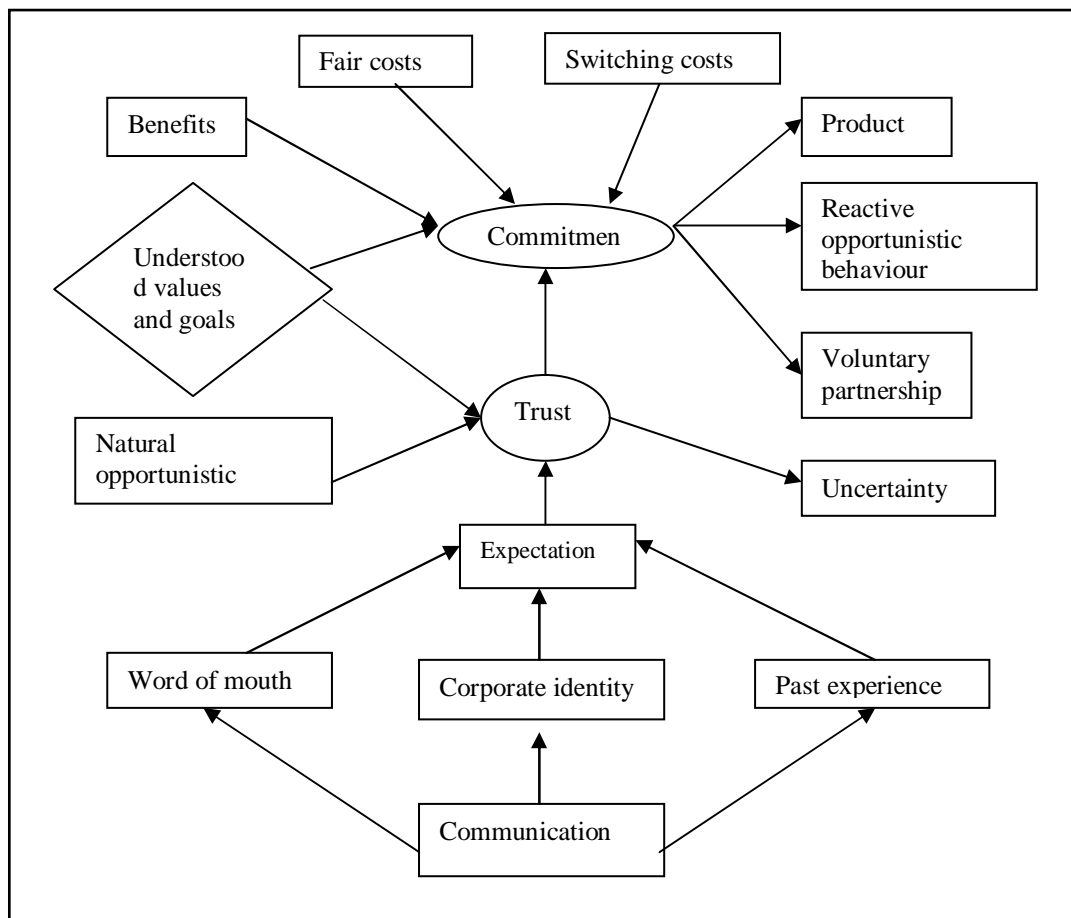 Fair costs
Switching costs
Benefits
Product
Commitmen
Reactive
opportunistic
behaviour
Understoo
d values
and goals
Voluntary
partnership
Trust
Natural
opportunistic
Uncertainty
Expectation
Word of mouth
Corporate identity
Past experience
Communication